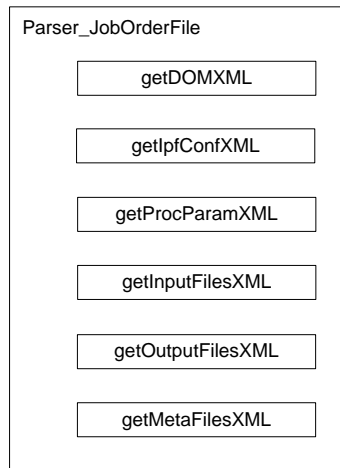 Parser_JobOrderFile
getDOMXML
getIpfConfXML
getProcParamXML
getInputFilesXML
getOutputFilesXML
getMetaFilesXML